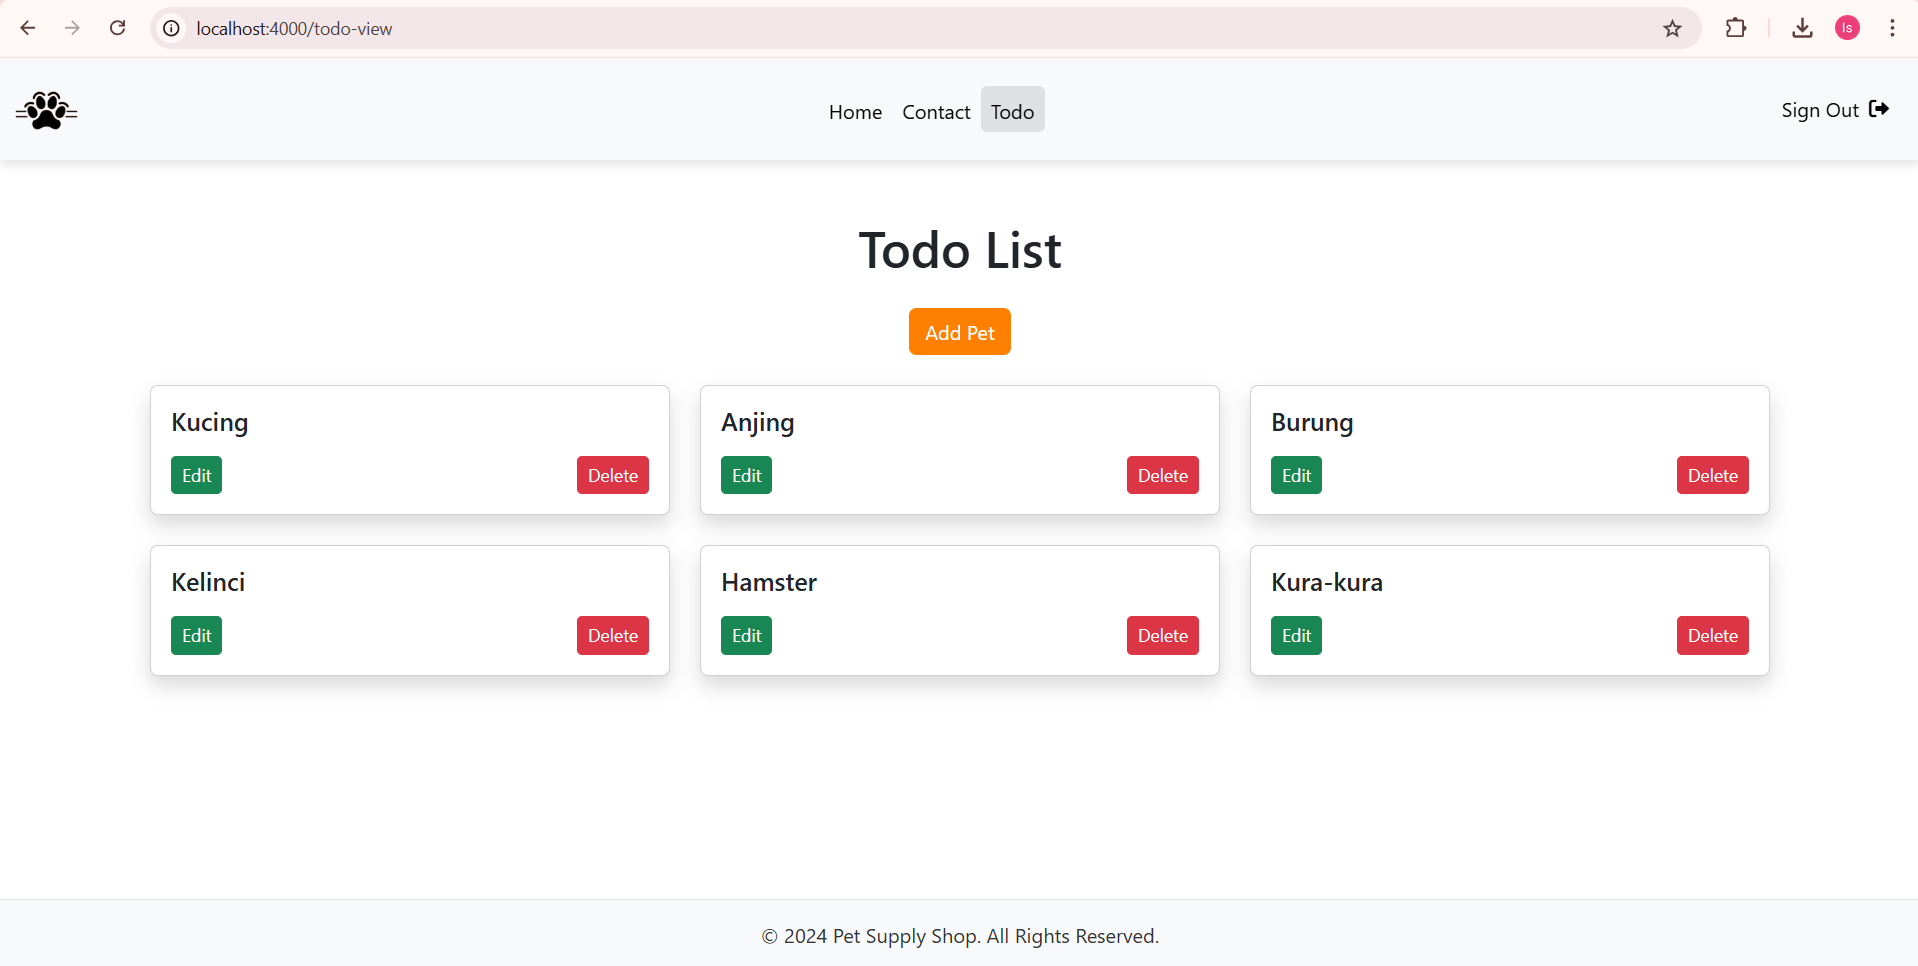 localhost:4000/todo-view
ls
Home Contact Todo
Sign Out
Todo List
Add Pet
Kucing
Edit Delete
Anjing
Edit Delete
Burung
Edit Delete
Kelinci
Edit Delete
Hamster
Edit Delete
Kura-kura
Edit Delete
© 2024 Pet Supply Shop. All Rights Reserved.